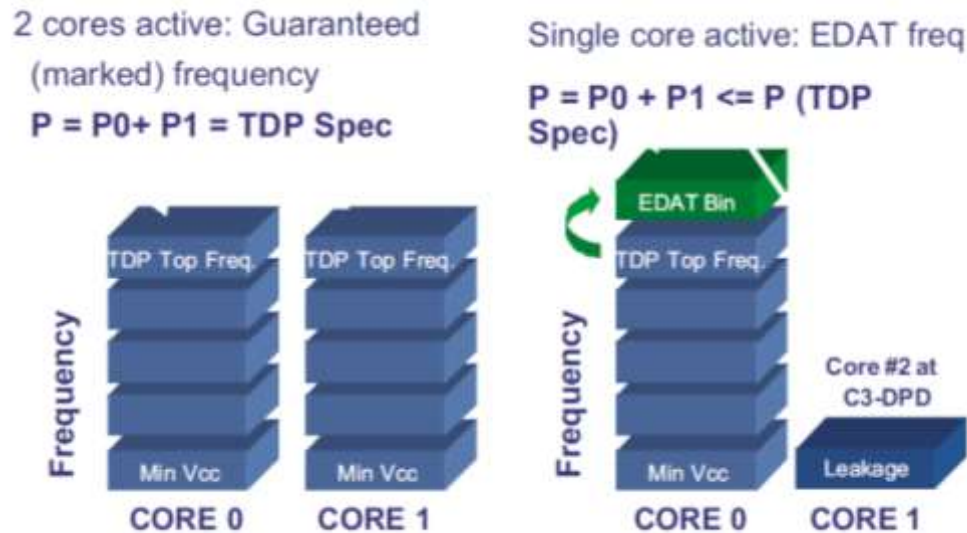 2 cores active: Guaranteed
(marked) frequency
P = P0+ P1 = TDP Spec
Single core active: EDAT freq
P = P0 + P1 <= P (TDP
Spec)
EDAT Bin
TDP Top Freq.
TDP Top Freq.
TDP Top Freq.
Frequency
Frequency
Core #2 at
C3-DPD
Min Vcc
Min Vcc
Min Vcc
Leakage
CORE 0
CORE 1
CORE 0
CORE 1